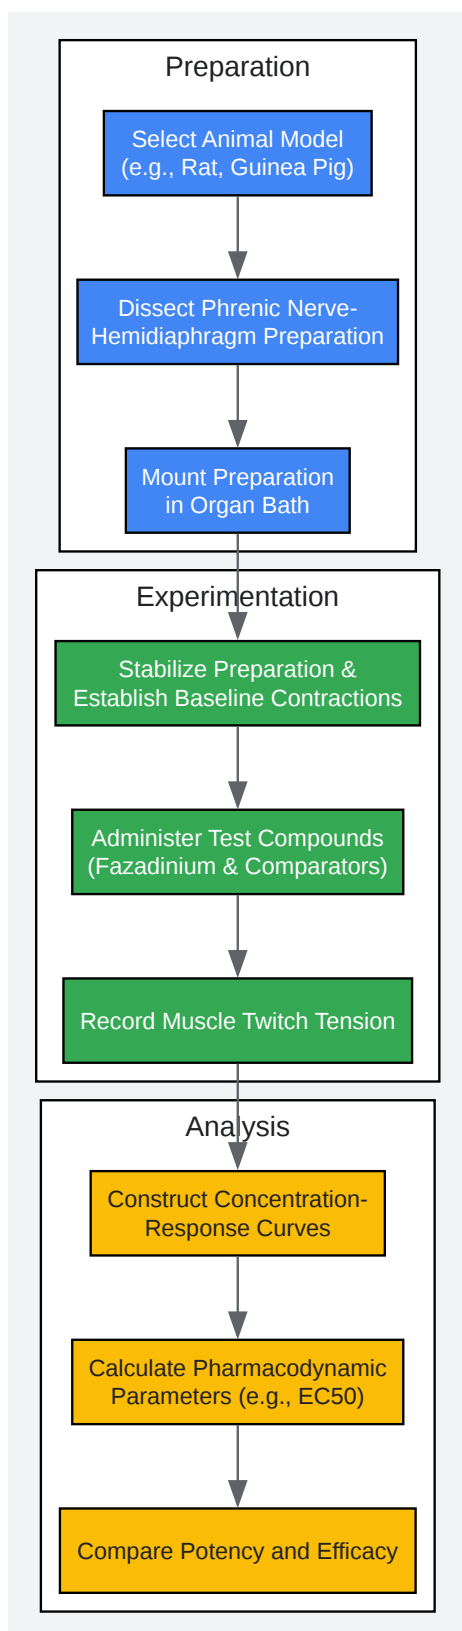 Preparation
Select Animal Model
(e.g., Rat, Guinea Pig)
Dissect Phrenic Nerve-
Hemidiaphragm Preparation
Mount Preparation
in Organ Bath
Experimentation
Stabilize Preparation &
Establish Baseline Contractions
Administer Test Compounds
(Fazadinium & Comparators)
Record Muscle Twitch Tension
Analysis
Construct Concentration-
Response Curves
Calculate Pharmacodynamic
Parameters (e.g., EC50)
Compare Potency and Efficacy